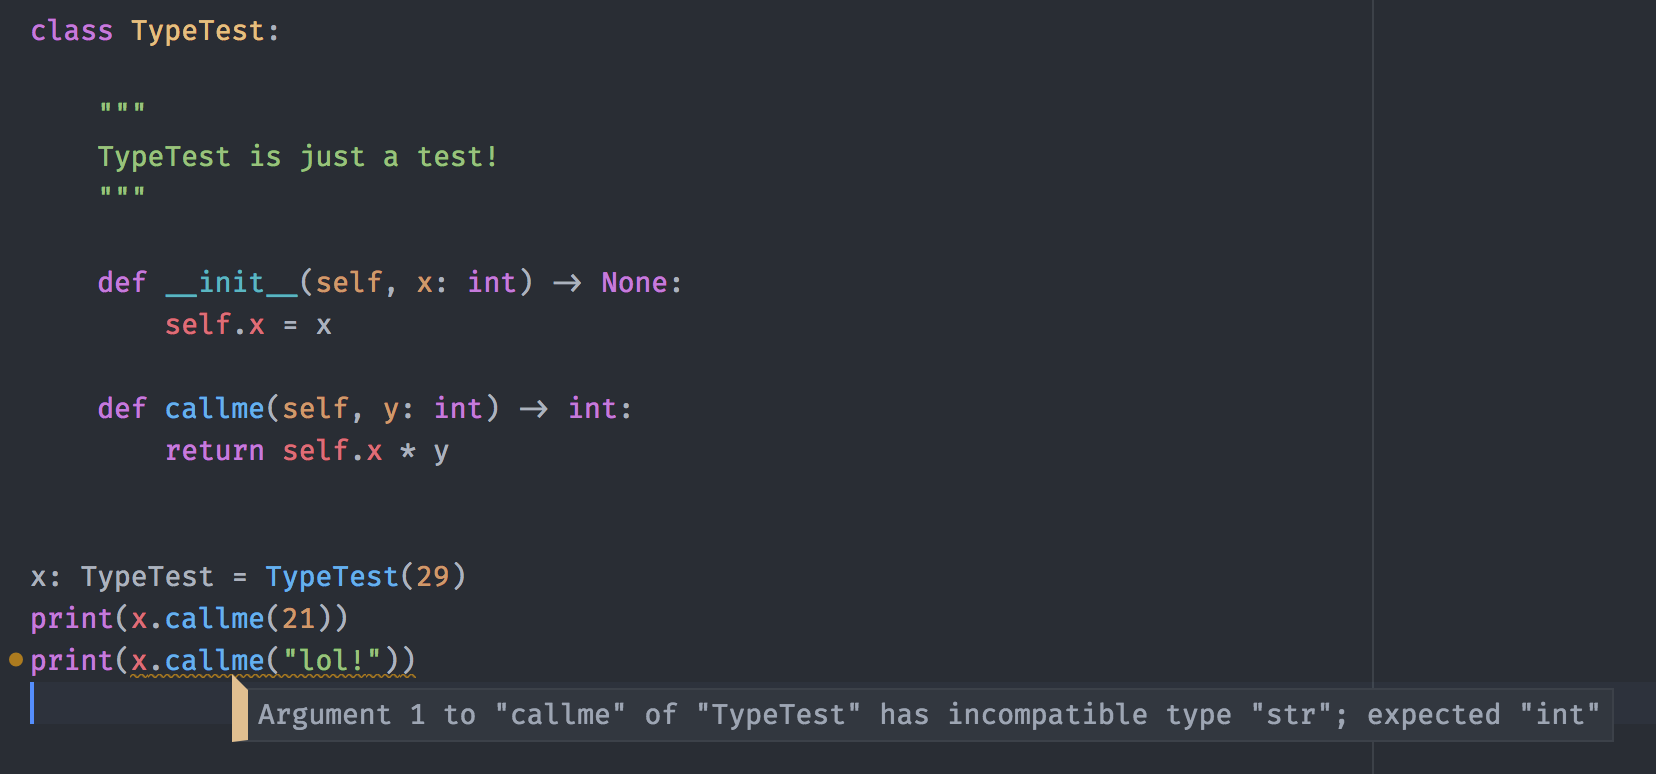 class TypeTest:
"""
TypeTest is just a test!
"""
def __init__(self, x: int) -> None:
self.x = x
def callme(self, y: int) -> int:
return self.x * y
x: TypeTest = TypeTest(29)
print(x.callme(21))
print(x.callme("lol!"))
Argument 1 to "callme" of "TypeTest" has incompatible type "str"; expected "int"